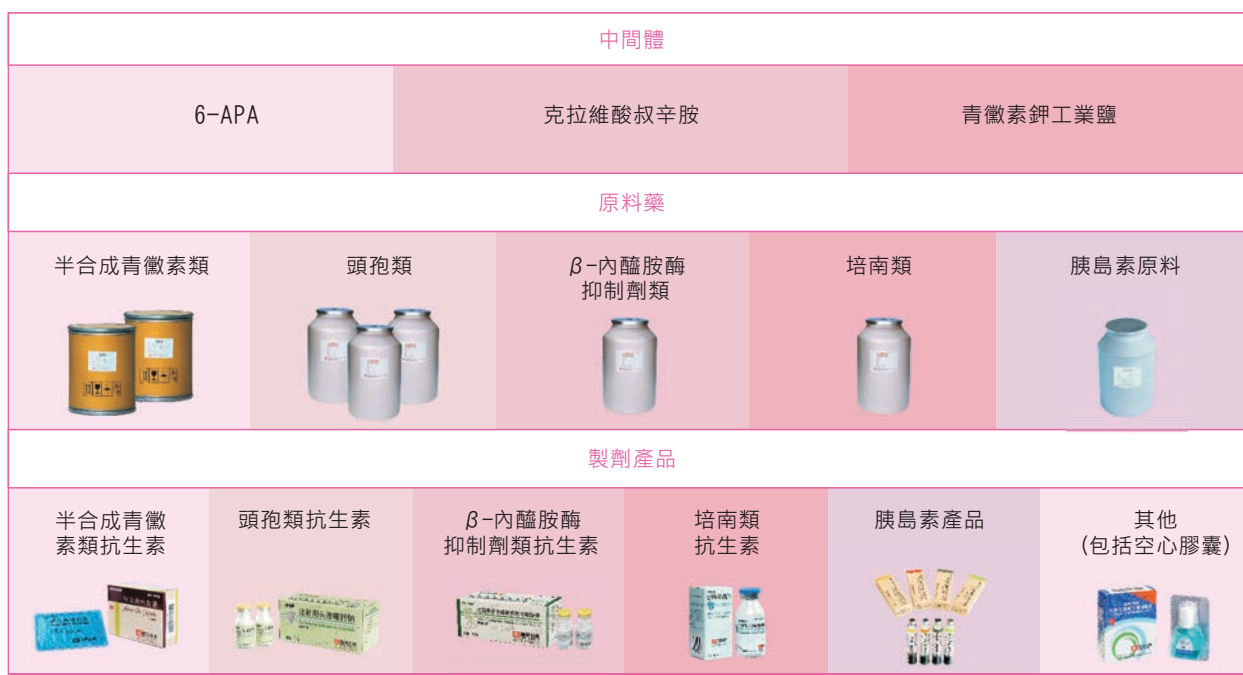 中間體
6-APA
克拉維酸叔辛胺
青黴素鉀工業鹽
原料藥
半合成青黴素類
頭孢類
β-內醯胺酶
抑制劑類
培南類
胰島素原料
製劑產品
半合成青黴
素類抗生素
頭孢類抗生素
β-內醯胺酶
抑制劑類抗生素
培南類
抗生素
胰島素產品
其他
(包括空心膠囊)